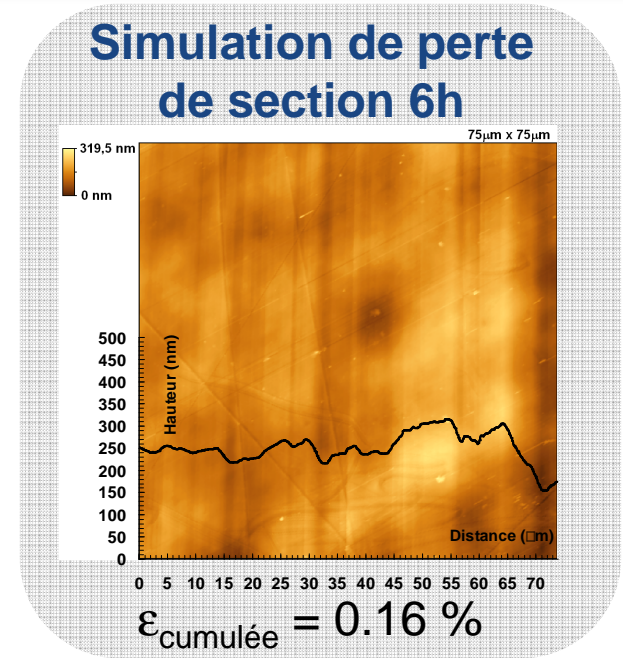 Simulation de perte
de section 6h
75μm x 75μm
319,5 nm
0 nm
Hauteur (nm)
500
450
400
350
300
250
200
150
100
50
0
Distance (□m)
0 5 10 15 20 25 30 35 40 45 50 55 60 65 70
εcumulée = 0.16 %